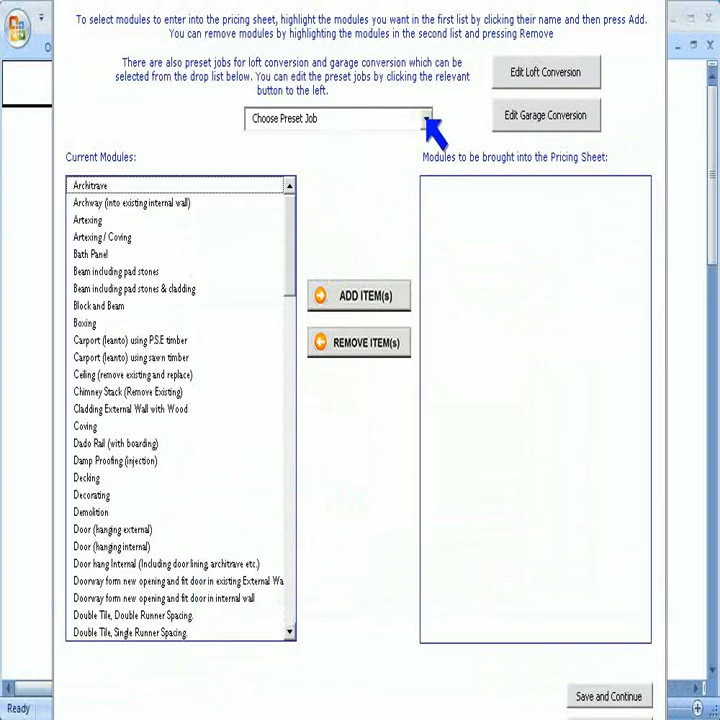 To select modules to enter into the pricing sheet, highlight the modules you want in the first list by clicking their name and then press Add.
You can remove modules by highlighting the modules in the second list and pressing Remove
There are also preset jobs for loft conversion and garage conversion which can be
selected from the drop list below. You can edit the preset jobs by clicking the relevant
button to the left.
Edit Loft Conversion
Edit Garage Conversion
Choose Preset Job
Current Modules:
Modules to be brought into the Pricing Sheet:
Architrave
Archway (into existing internal wall)
Artexing
Artexing / Coving
Bath Panel
Beam including pad stones
Beam including pad stones & cladding
Block and Beam
Boxing
Carport (leanto) using P.S.E timber
Carport (leanto) using sawn timber
Ceiling (remove existing and replace)
Chimney Stack (Remove Existing)
Cladding External Wall with Wood
Coving
Dado Rail (with boarding)
Damp Proofing (injection)
Decking
Decorating
Demolition
Door (hanging external)
Door (hanging internal)
Door hang Internal (Including door lining, architrave etc.)
Doorway form new opening and fit door in existing External Wa
Doorway form new opening and fit door in internal wall
Double Tile, Double Runner Spacing.
Double Tile, Single Runner Spacing.
ADD ITEM(s)
REMOVE ITEM(s)
Save and Continue
Ready